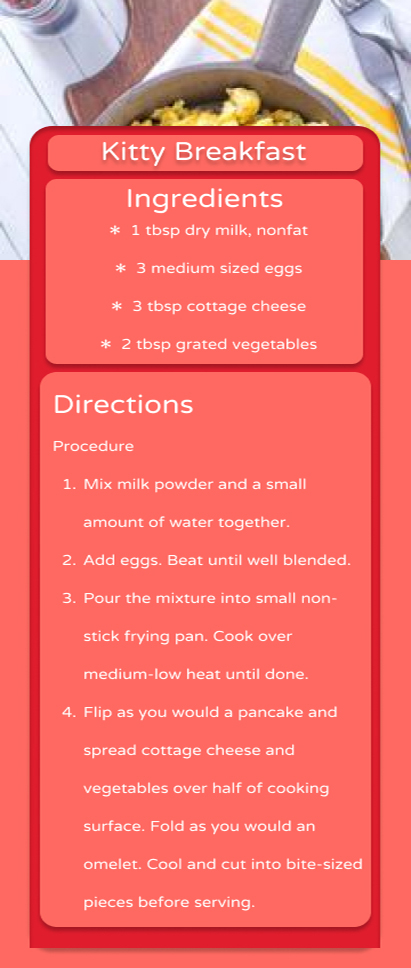 Kitty Breakfast
Ingredients
* 1 tbsp dry milk, nonfat
* 3 medium sized eggs
* 3 tbsp cottage cheese
* 2 tbsp grated vegetables
Directions
Procedure
1. Mix milk powder and a small
amount of water together.
2. Add eggs. Beat until well blended.
3. Pour the mixture into small non-
stick frying pan. Cook over
medium-low heat until done.
4. Flip as you would a pancake and
spread cottage cheese and
vegetables over half of cooking
surface. Fold as you would an
omelet. Cool and cut into bite-sized
pieces before serving.